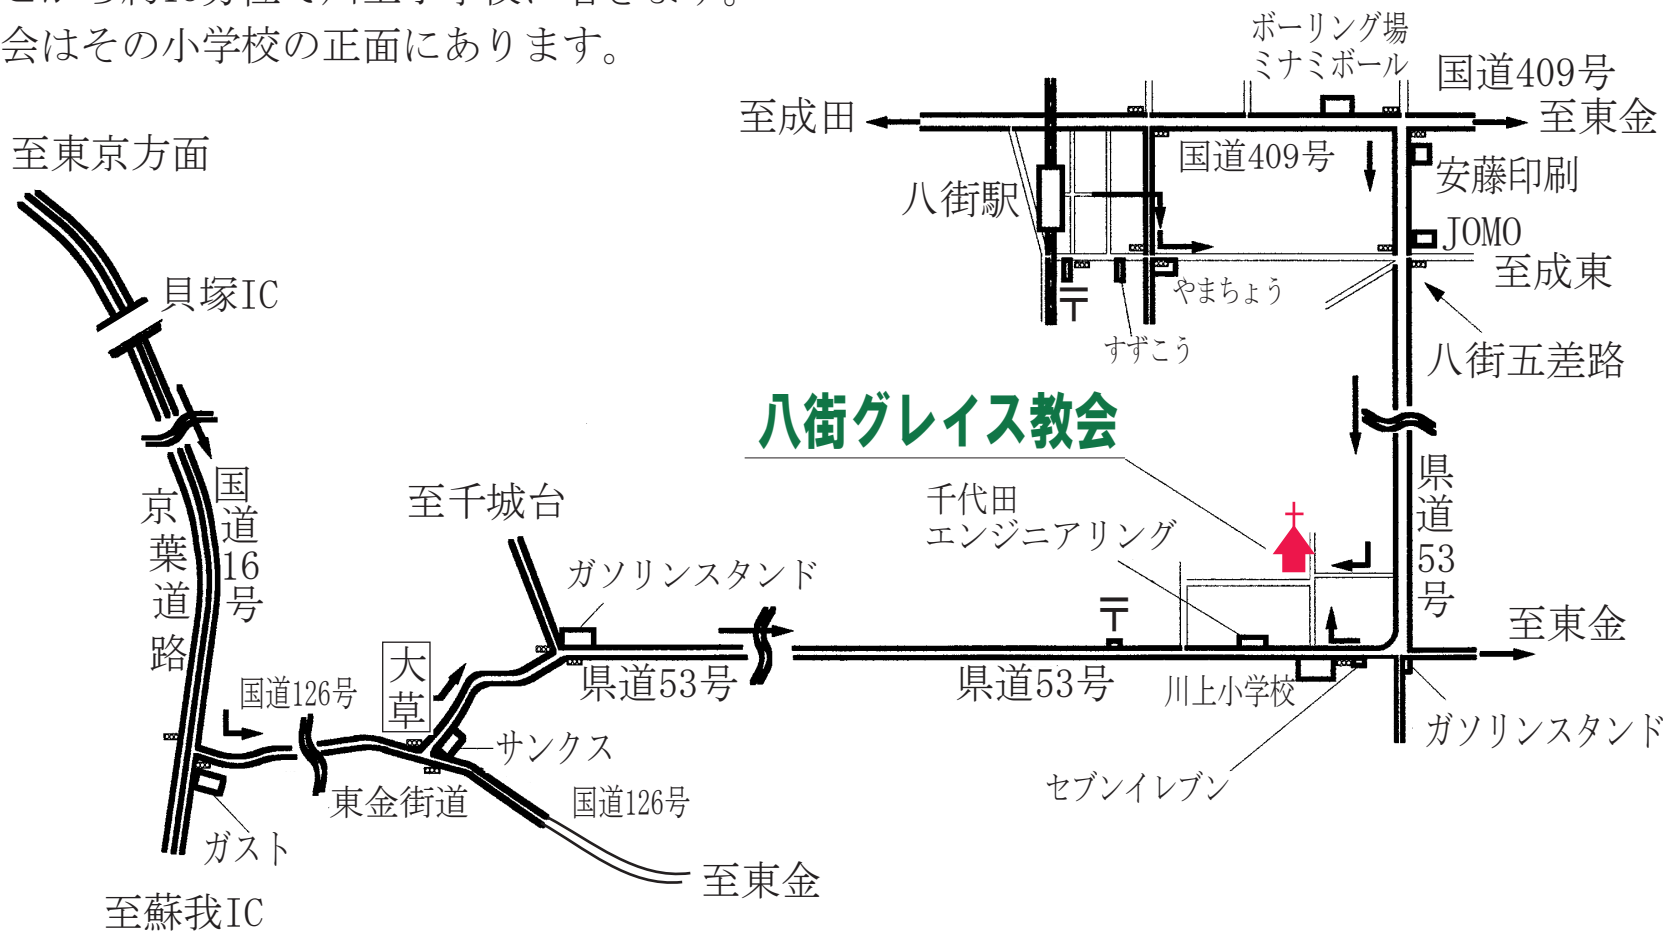 会はその小学校の正面にあります。
ボーリング場
ミナミボール
国道409号
至成田
至東金
国道409号
安藤印刷
八街駅
JOMO
至成東
やまちょう
〒
すずこう
八街五差路
至東京方面
貝塚IC
国道16号
京葉道路
八街グレイス教会
千代田
エンジニアリング
県道53号
至千城台
ガソリンスタンド
〒
至東金
大草
国道126号
県道53号
県道53号
川上小学校
ガソリンスタンド
サンクス
セブンイレブン
東金街道
国道126号
ガスト
至東金
至蘇我IC